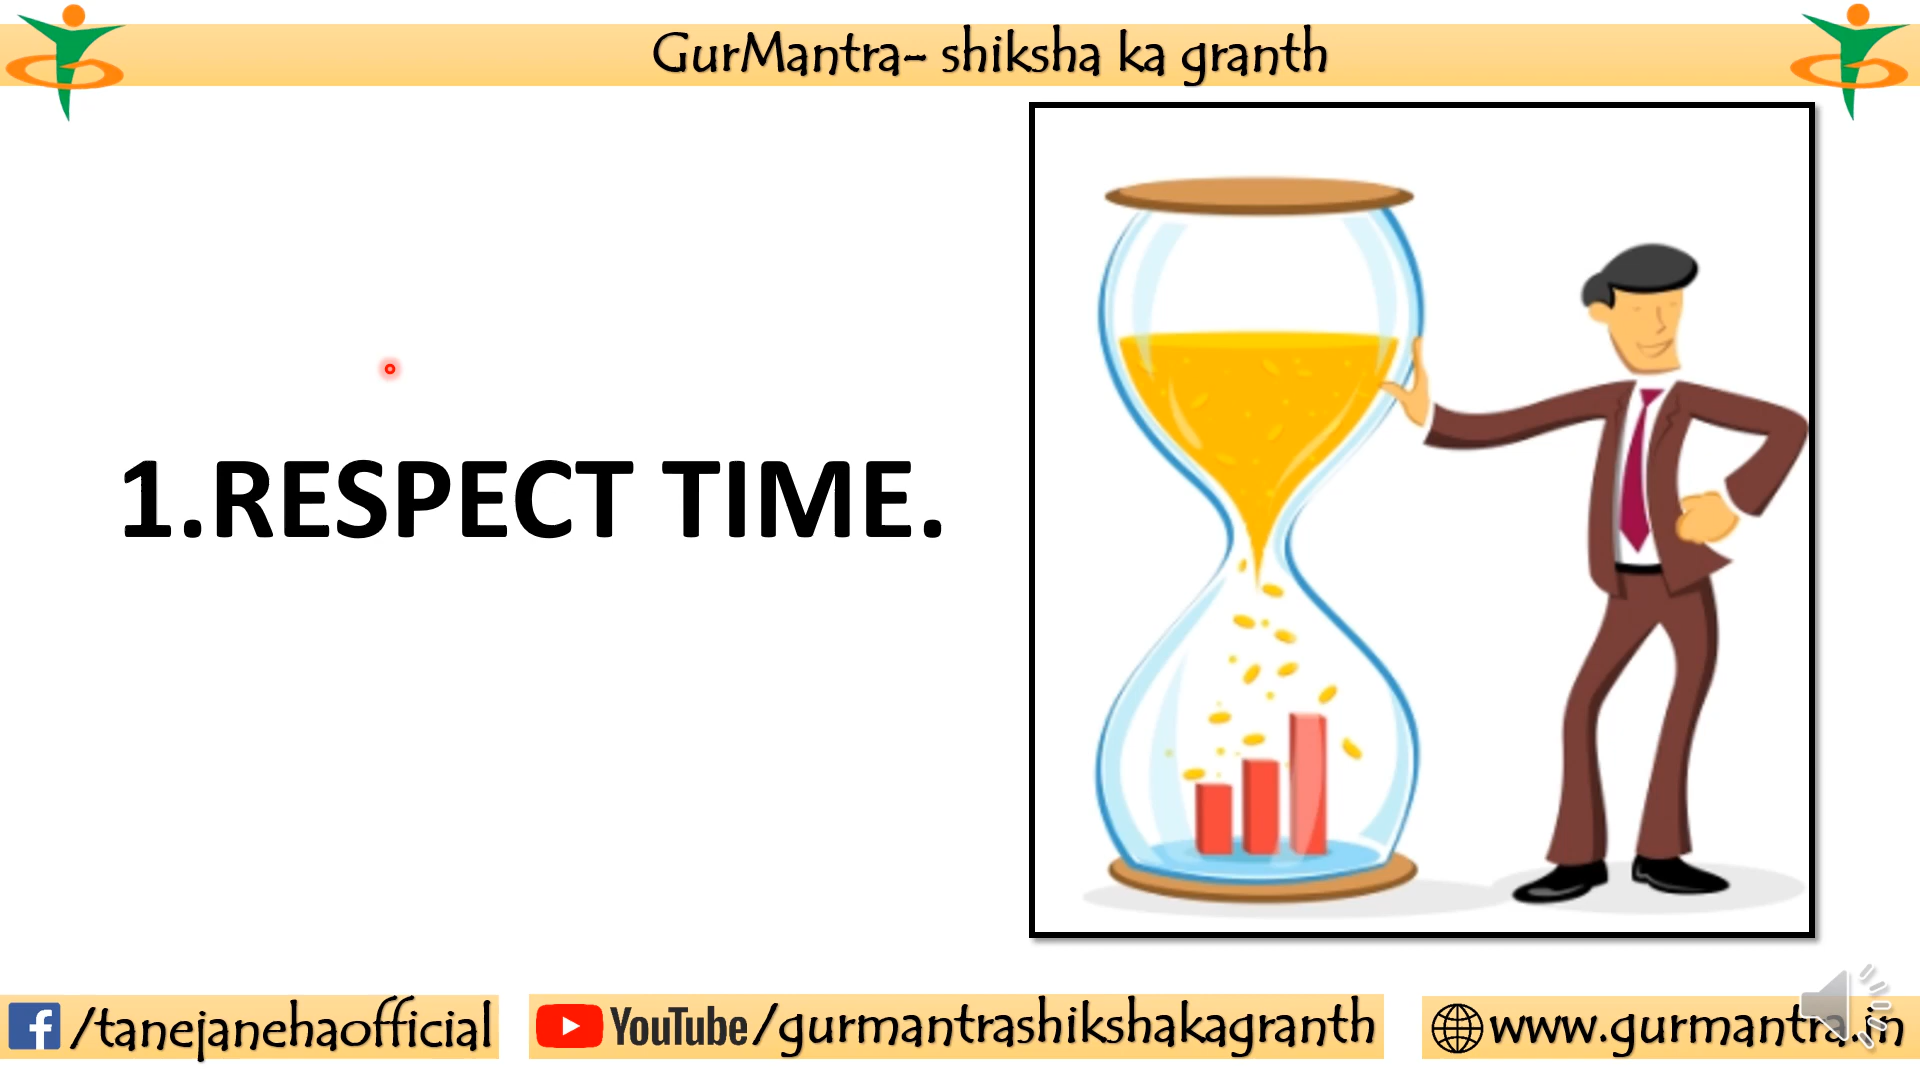 GurMantra- shiksha ka granth
1.RESPECT TIME.
/tanejanehaofficial
YouTube/gurmantrashikshakagranth
www.gurmantra.in